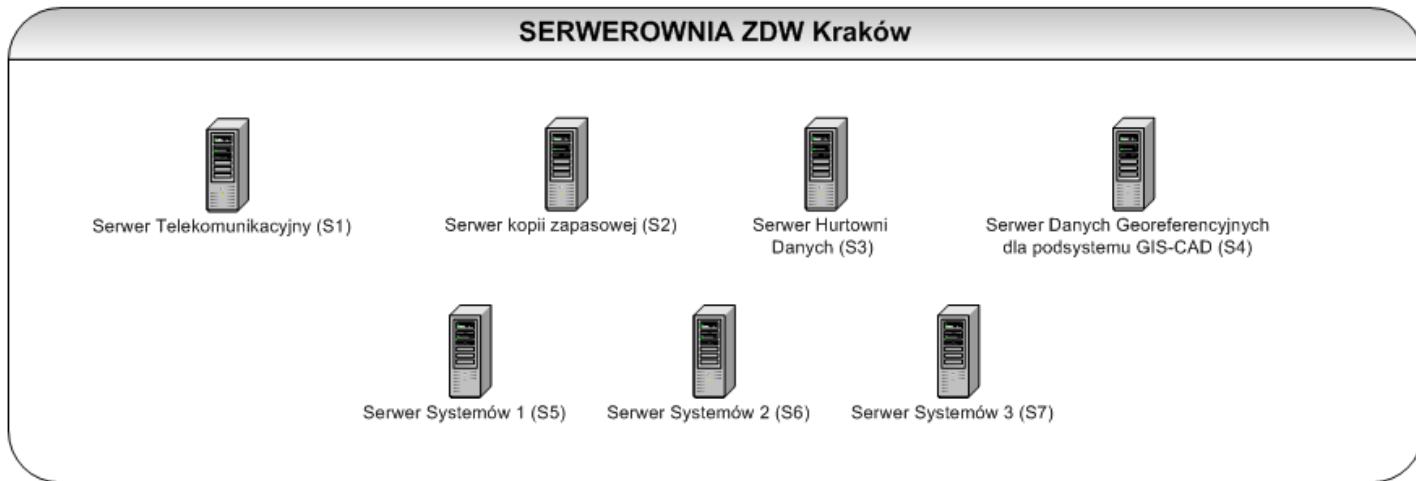 SERWEROWNIA ZDW Kraków
Serwer Telekomunikacyjny (S1)
Serwer kopii zapasowej (S2)
Serwer Hurtowni
Danych (S3)
Serwer Danych Georeferencyjnych
dla podsystemu GIS-CAD (S4)
Serwer Systemów 1 (S5)
Serwer Systemów 2 (S6)
Serwer Systemów 3 (S7)